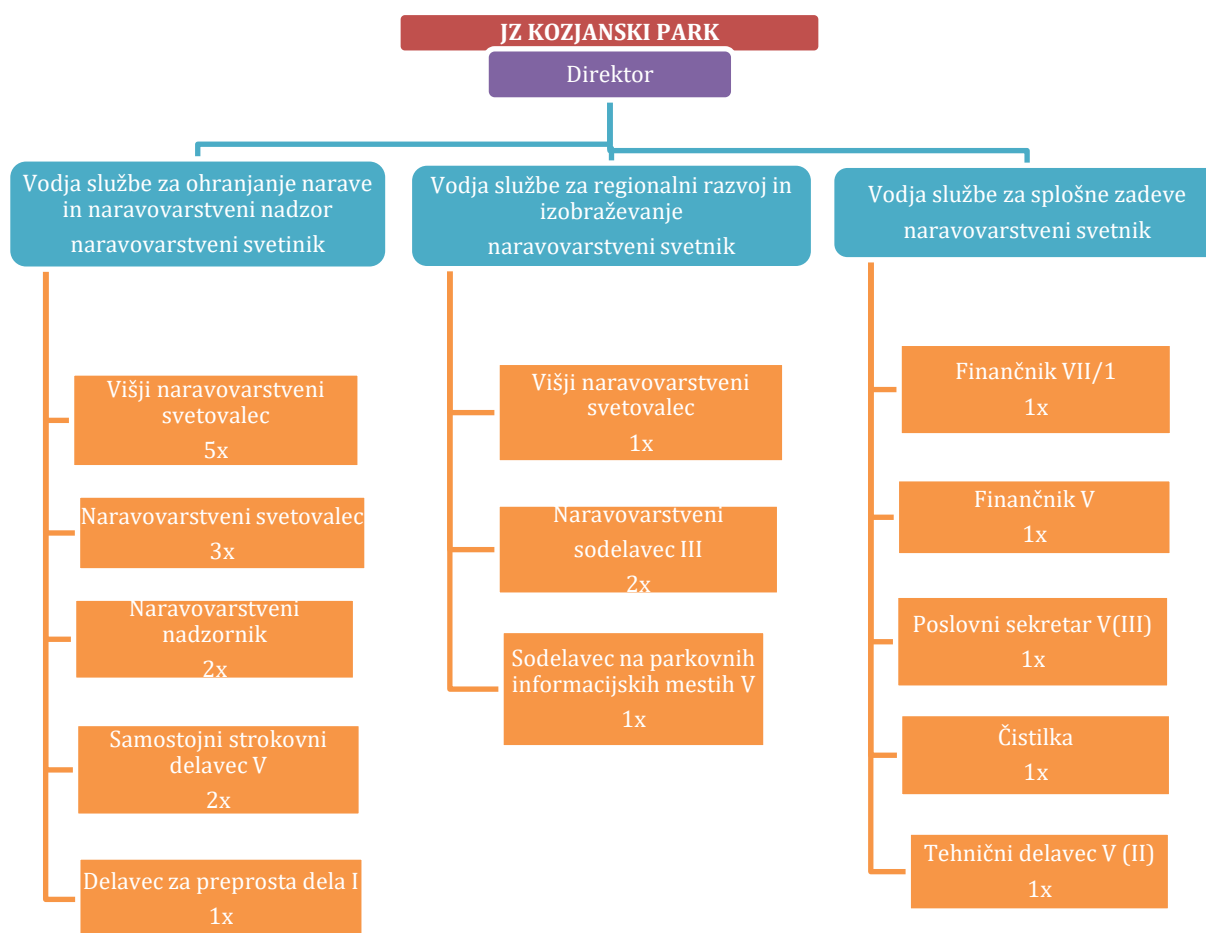 JZ KOZJANSKI PARK
Direktor
Vodja službe za ohranjanje narave
in naravovarstveni nadzor
naravovarstveni svetinik
Višji naravovarstveni
svetovalec
5x
Naravovarstveni svetovalec
3x
Naravovarstveni
nadzornik
2x
Samostojni strokovni
delavec V
2x
Delavec za preprosta dela I
1x
Vodja službe za regionalni razvoj in
izobraževanje
naravovarstveni svetnik
Višji naravovarstveni
svetovalec
1x
Naravovarstveni
sodelavec III
2x
Sodelavec na parkovnih
informacijskih mestih V
1x
Vodja službe za splošne zadeve
naravovarstveni svetnik
Finančnik VII/1
1x
Finančnik V
1x
Poslovni sekretar V(III)
1x
Čistilka
1x
Tehnični delavec V (II)
1x